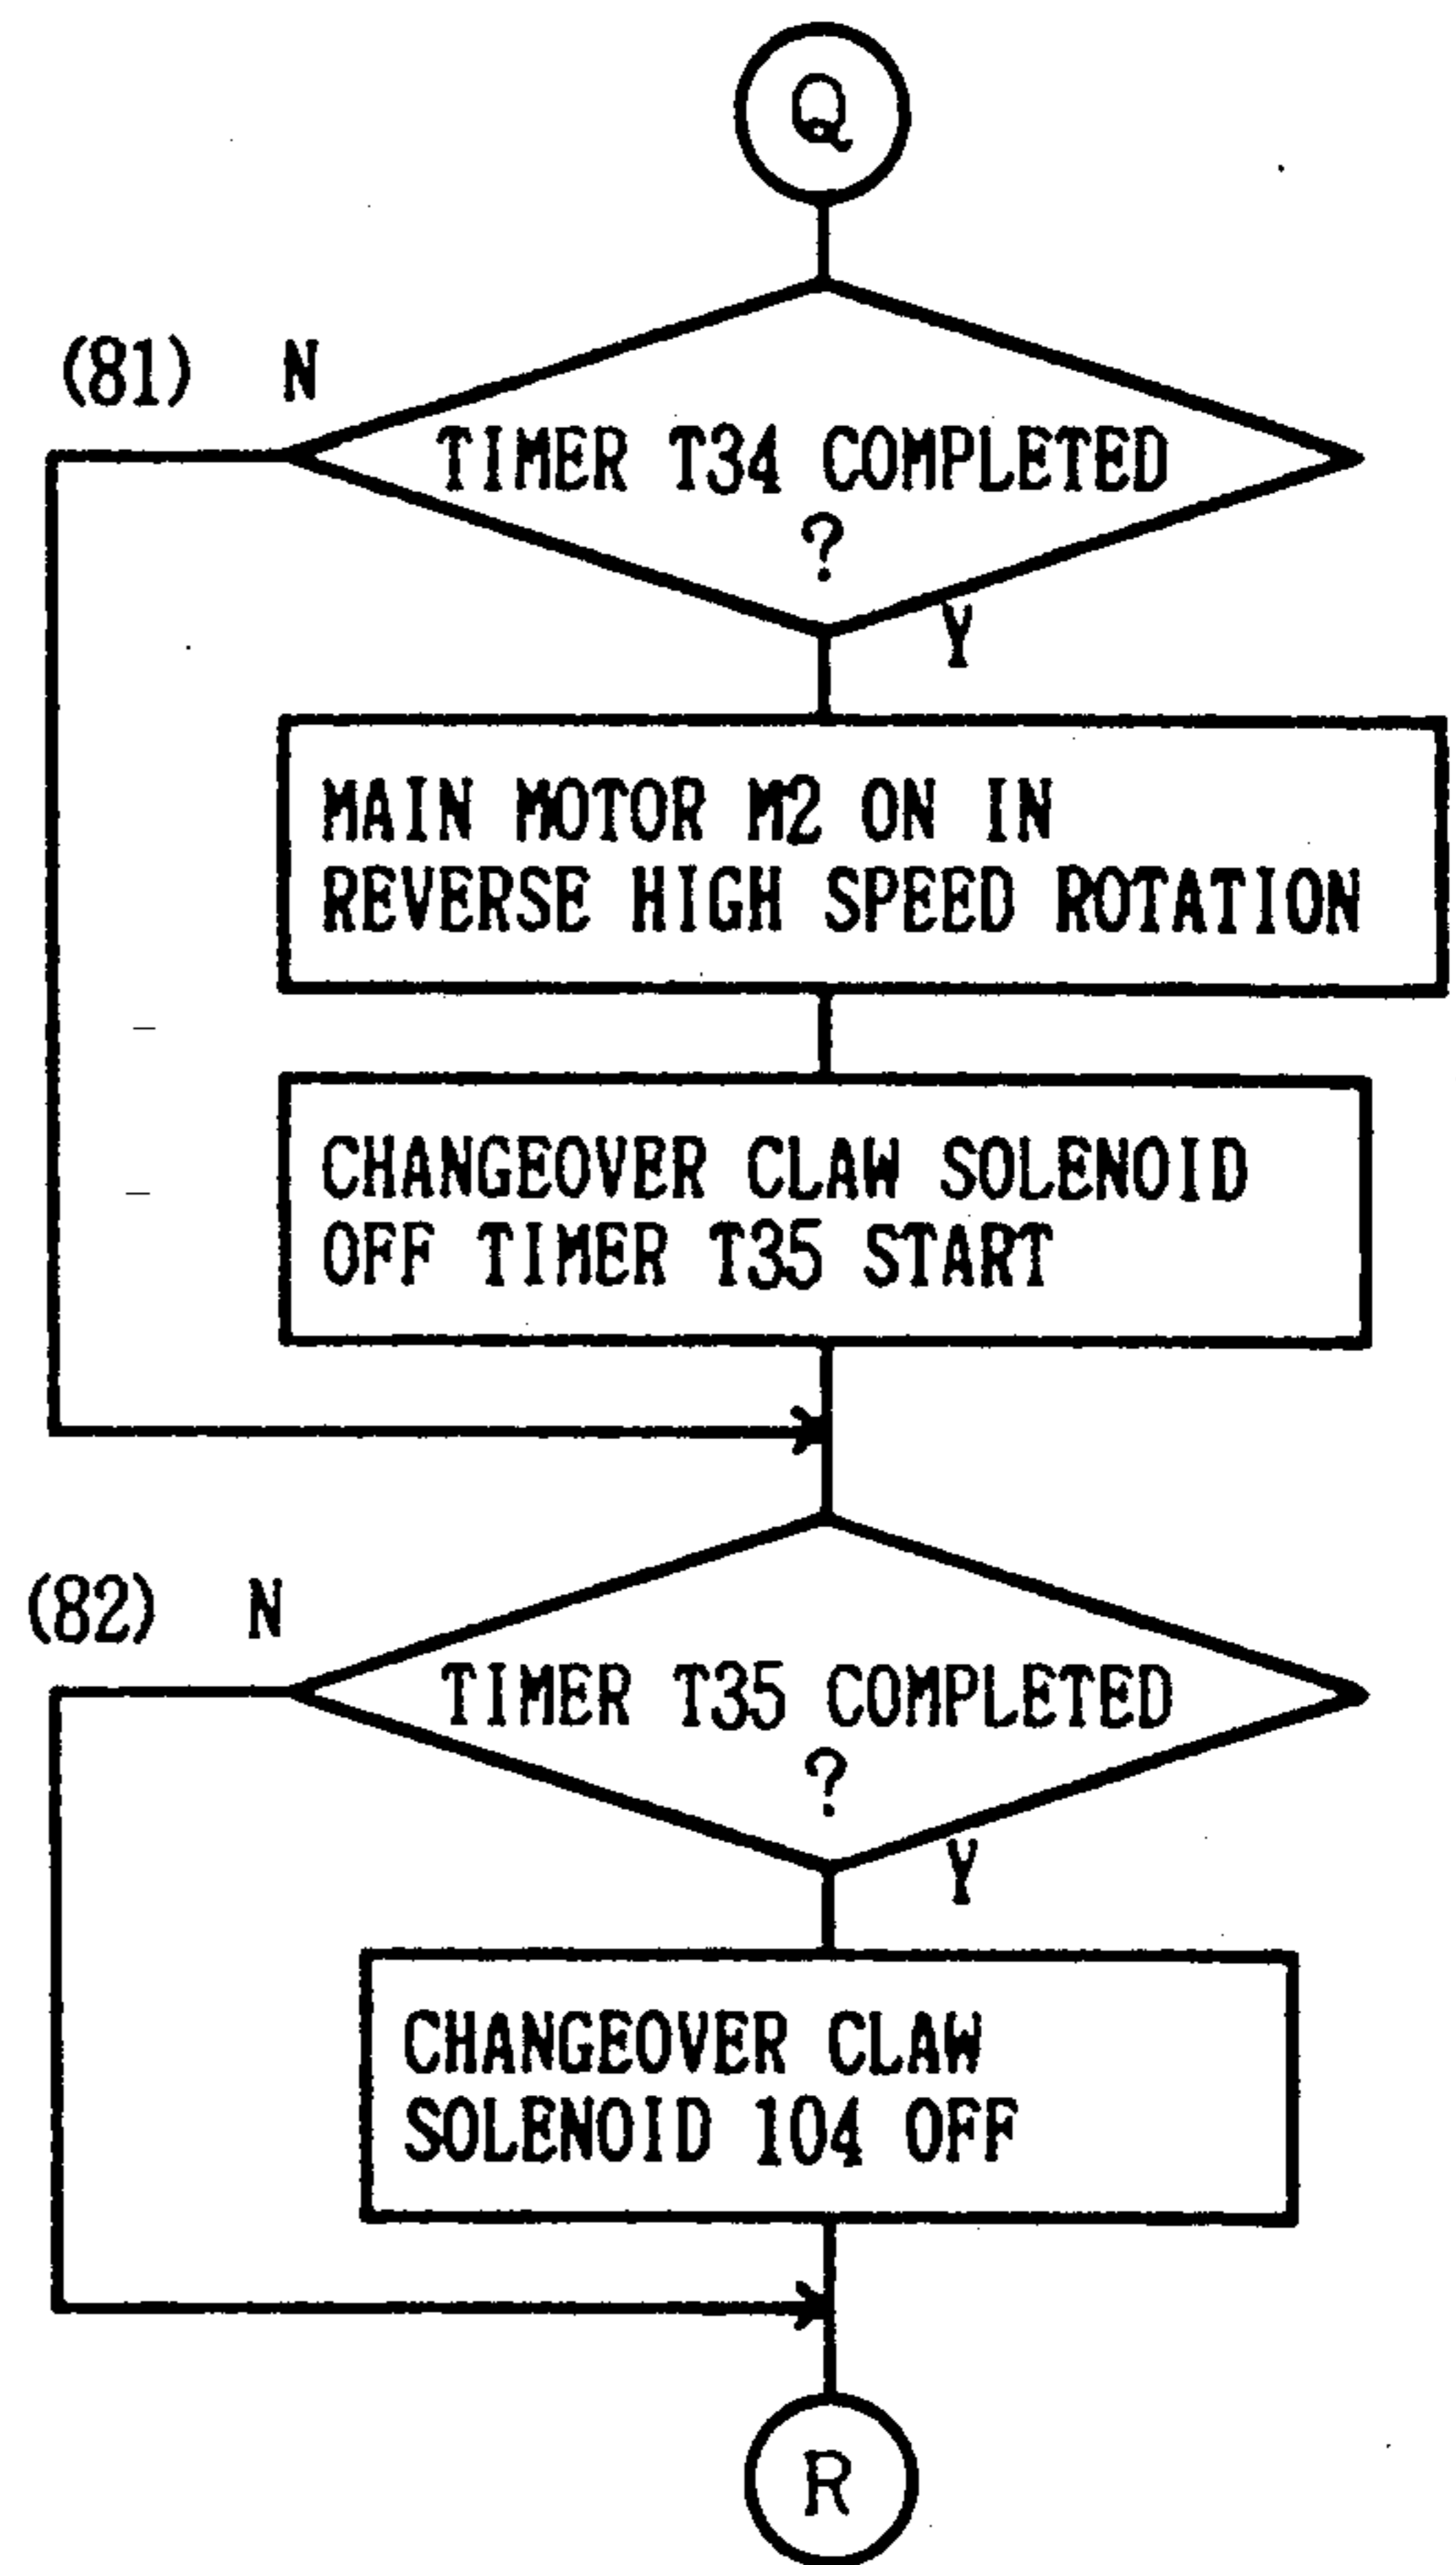 Q
(81) N
TIMER T34 COMPLETED
?
Y
MAIN MOTOR M2 ON IN
REVERSE HIGH SPEED ROTATION
CHANGEOVER CLAW SOLENOID
OFF TIMER T35 START
(82) N
TIMER T35 COMPLETED
?
Y
CHANGEOVER CLAW
SOLENOID 104 OFF
R